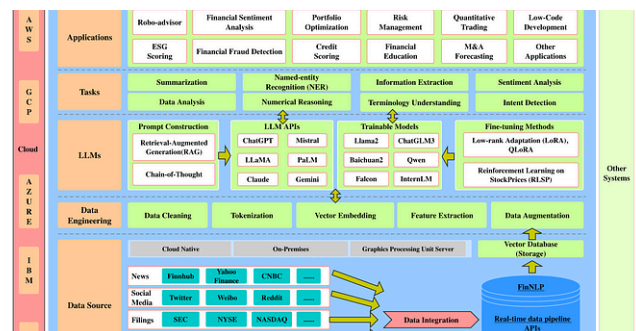 A
W
S
G
C
P
Cloud
A
Z
U
R
E
I
B
M
Applications
Robo-advisor
Financial Sentiment
Analysis
Portfolio
Optimization
Risk
Management
Quantitative
Trading
Low-Code
Development
ESG
Scoring
Financial Fraud Detection
Credit
Scoring
Financial
Education
M&A
Forecasting
Other
Applications
Tasks
Summarization
Named-entity
Recognition (NER)
Information Extraction
Sentiment Analysis
Data Analysis
Numerical Reasoning
Terminology Understanding
Intent Detection
LLMs
Prompt Construction
Retrieval-Augmented
Generation(RAG)
Chain-of-Thought
LLM APIs
ChatGPT
Mistral
LLaMA
PaLM
Claude
Gemini
Trainable Models
Llama2
ChatGLM3
Baichuan2
Qwen
Falcon
InternLM
Fine-tuning Methods
Low-rank Adaptation (LoRA),
QLoRA
Reinforcement Learning on
StockPrices (RLSP)
Other
Systems
Data
Engineering
Data Cleaning
Tokenization
Vector Embedding
Feature Extraction
Data Augmentation
Data Source
Cloud Native
On-Premises
Graphics Processing Unit Server
Vector Database
(Storage)
News
Finnhub
Yahoo
Finance
CNBC
......
Social
Media
Twitter
Weibo
Reddit
......
Filings
SEC
NYSE
NASDAQ
......
Data Integration
FinNLP
Real-time data pipeline
APIs